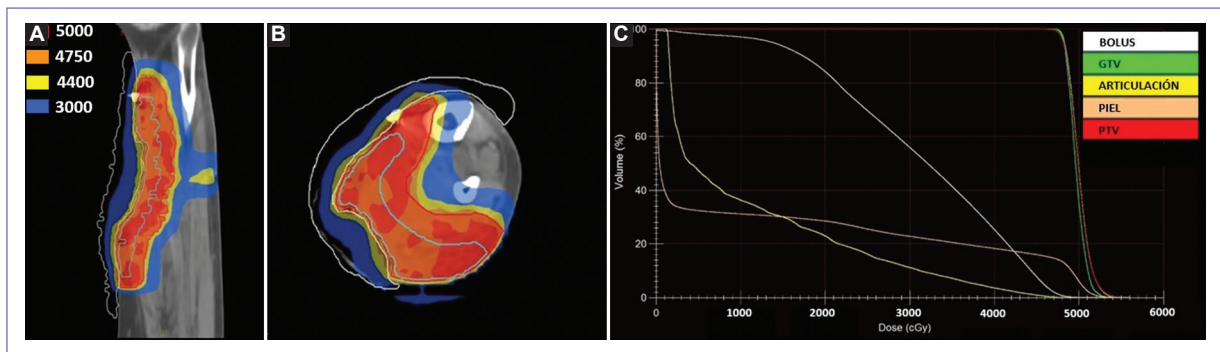 A
5000
4750
4400
3000
B
C
100
80
60
40
20
0
Volume (%)
0 1000 2000 3000 4000 5000 6000
Dose (cGy)
BOLUS
GTV
ARTICULACIÓN
PIEL
PTV